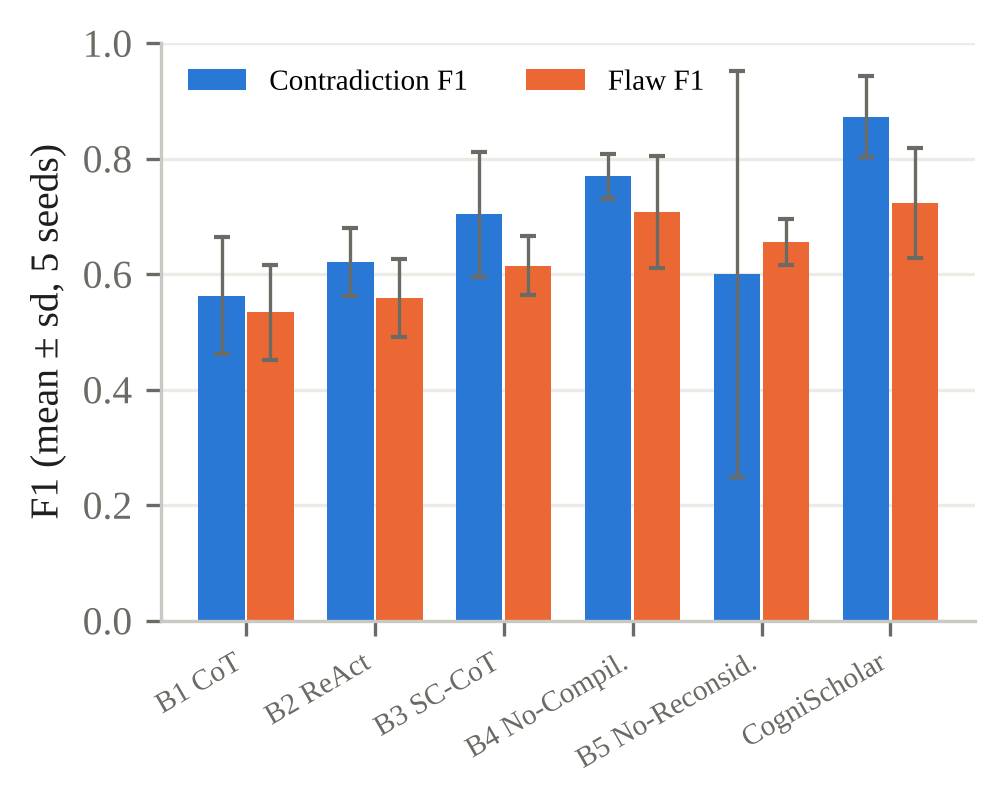 F1 (mean ± sd, 5 seeds)
1.0
0.8
0.6
0.4
0.2
0.0
Contradiction F1
Flaw F1
B1 CoT
B2 ReAct
B3 SC-CoT
B4 No-Compil.
B5 No-Reconsid.
CogniScholar